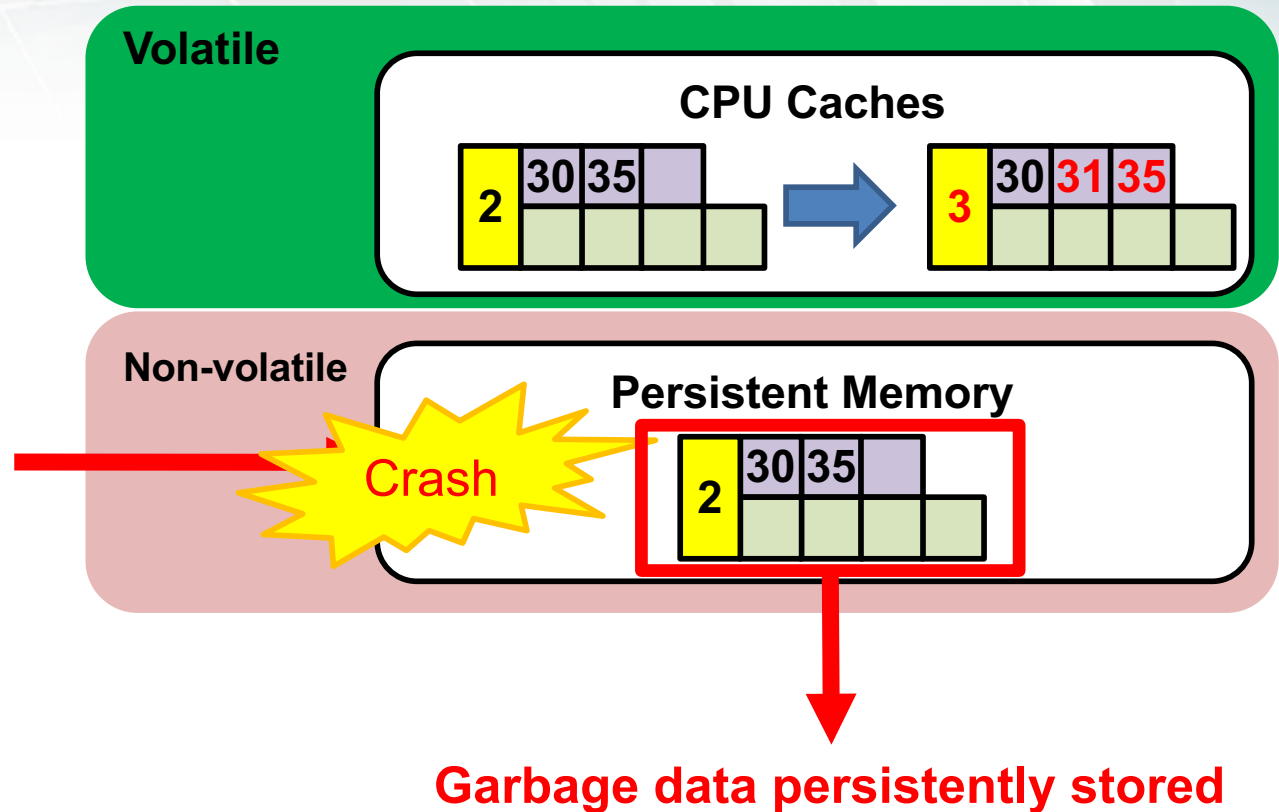 Volatile
CPU Caches
2 30 35
3 30 31 35
Non-volatile
Persistent Memory
Crash
2 30 35
Garbage data persistently stored